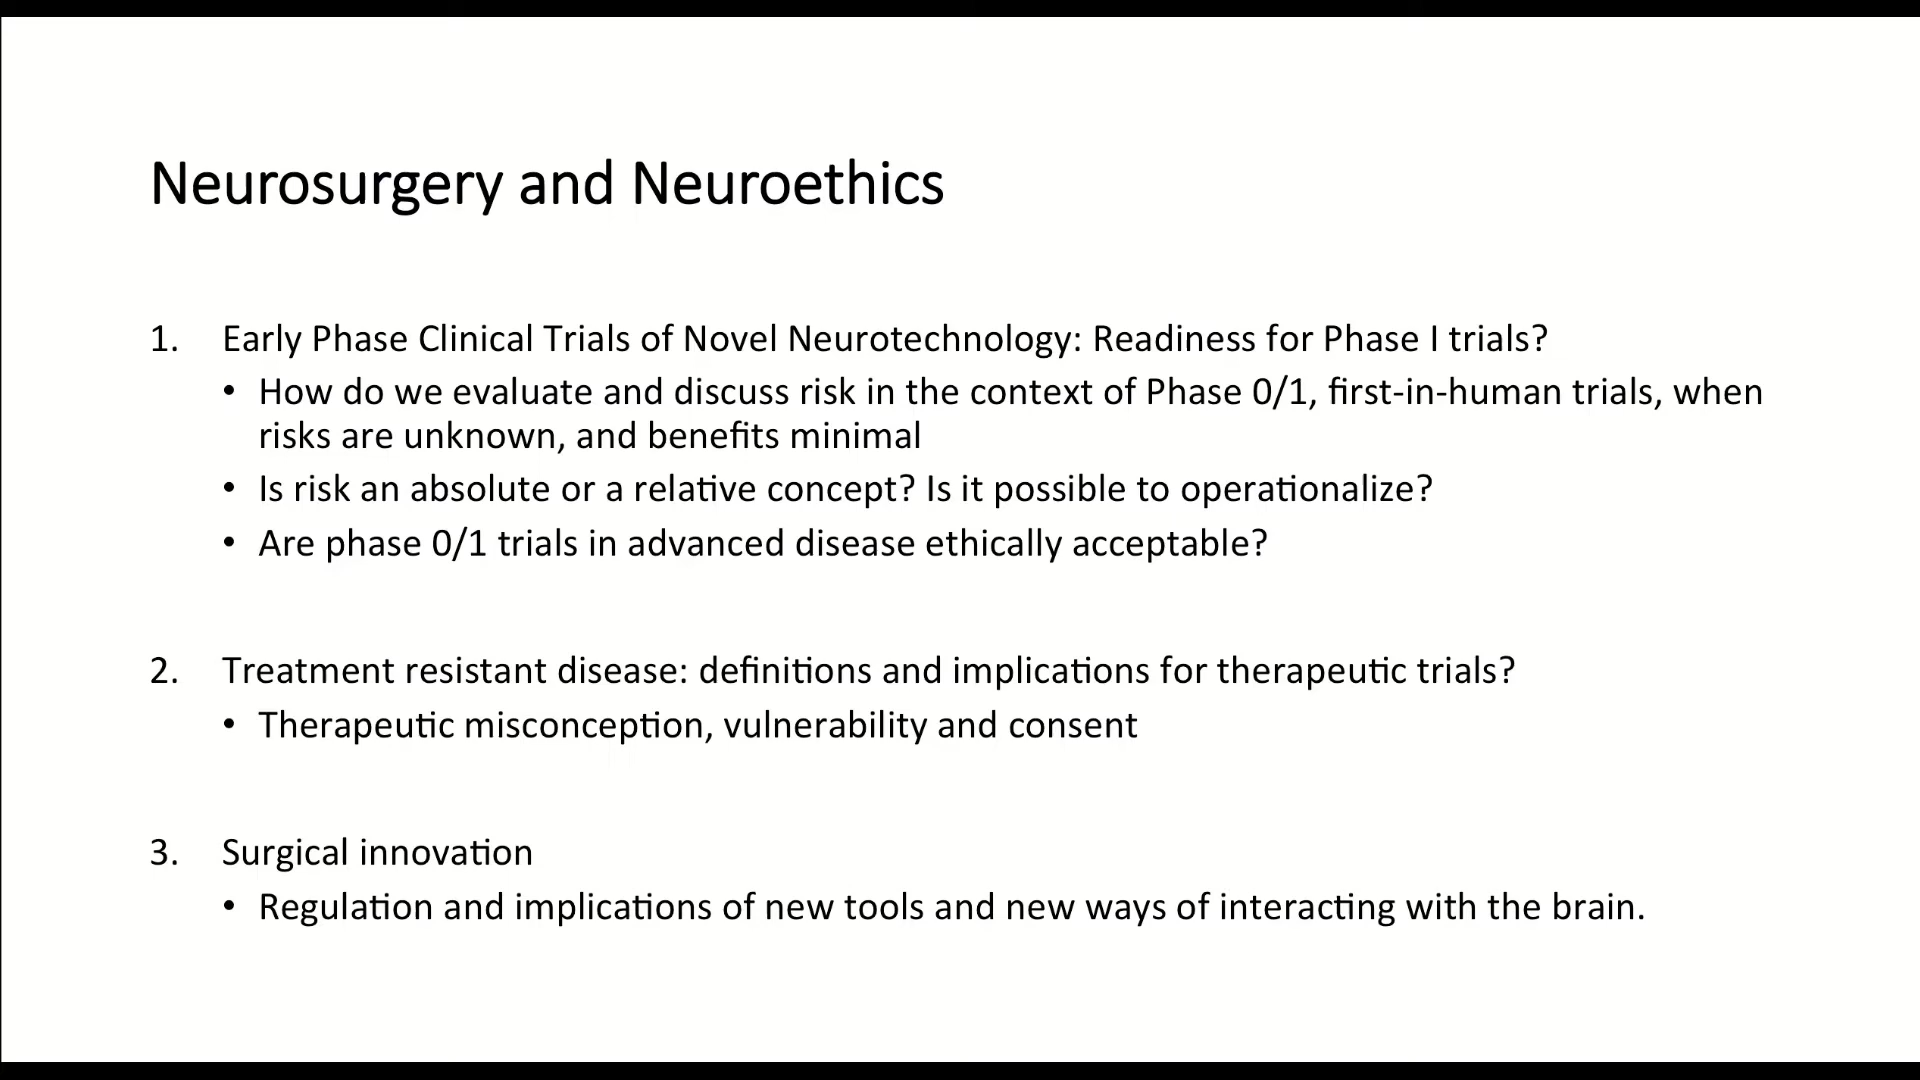 Neurosurgery and Neuroethics
1. Early Phase Clinical Trials of Novel Neurotechnology: Readiness for Phase I trials?
• How do we evaluate and discuss risk in the context of Phase 0/1, first-in-human trials, when
risks are unknown, and benefits minimal
• Is risk an absolute or a relative concept? Is it possible to operationalize?
• Are phase 0/1 trials in advanced disease ethically acceptable?
2. Treatment resistant disease: definitions and implications for therapeutic trials?
• Therapeutic misconception, vulnerability and consent
3. Surgical innovation
• Regulation and implications of new tools and new ways of interacting with the brain.